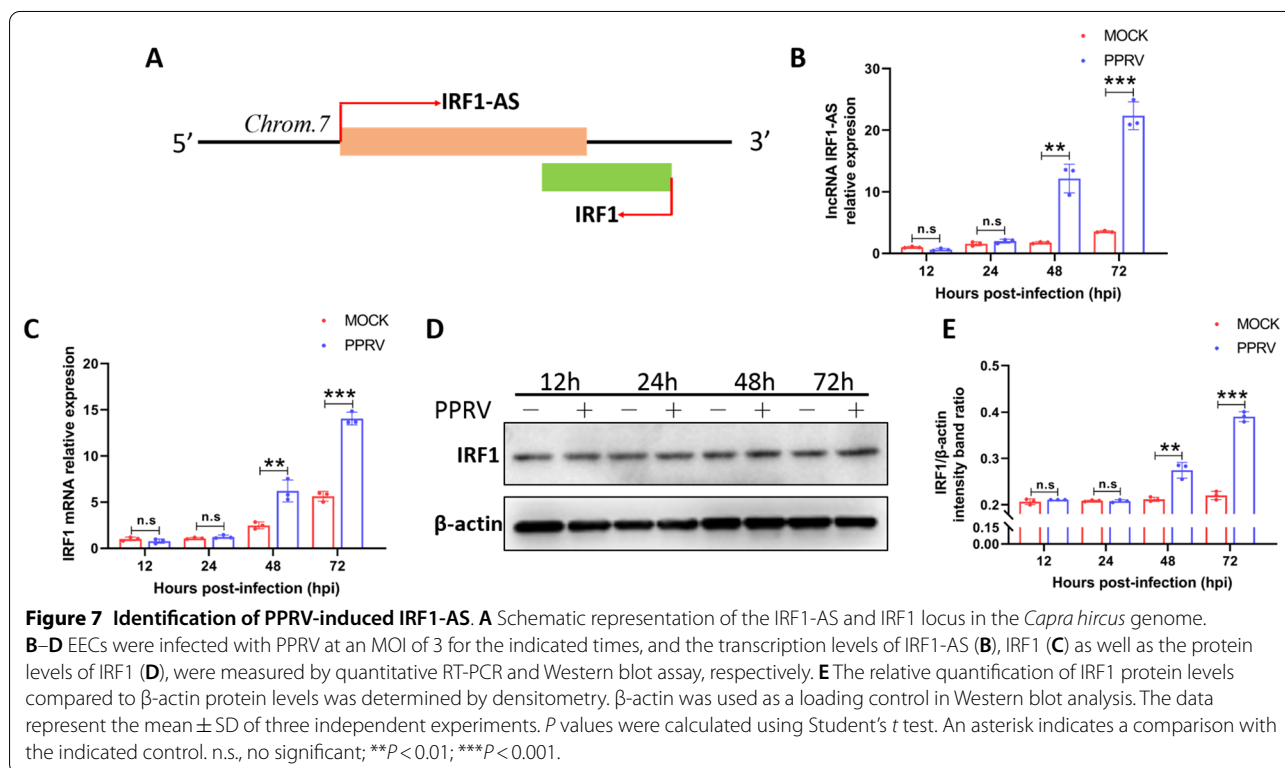 A
IRF1-AS
Chrom.7
5′
3′
IRF1
B
MOCK
PPRV
lncRNA IRF1-AS
relative expression
30
20
10
0
n.s
n.s
**
***
12
24
48
72
Hours post-infection (hpi)
C
MOCK
PPRV
IRF1 mRNA relative expresion
20
15
10
5
0
n.s
n.s
**
***
12
24
48
72
Hours post-infection (hpi)
D
12h 24h 48h 72h
PPRV − + − + − + − +
IRF1
β-actin
E
MOCK
PPRV
IRF1/β-actin
intensity band ratio
0.5
0.4
0.3
0.2
0.15
0.00
n.s
n.s
**
***
12
24
48
72
Hours post-infection (hpi)
Figure 7 Identification of PPRV-induced IRF1-AS. A Schematic representation of the IRF1-AS and IRF1 locus in the Capra hircus genome.
B–D EECs were infected with PPRV at an MOI of 3 for the indicated times, and the transcription levels of IRF1-AS (B), IRF1 (C) as well as the protein
levels of IRF1 (D), were measured by quantitative RT-PCR and Western blot assay, respectively. E The relative quantification of IRF1 protein levels
compared to β-actin protein levels was determined by densitometry. β-actin was used as a loading control in Western blot analysis. The data
represent the mean ± SD of three independent experiments. P values were calculated using Student's t test. An asterisk indicates a comparison with
the indicated control. n.s., no significant; **P < 0.01; ***P < 0.001.